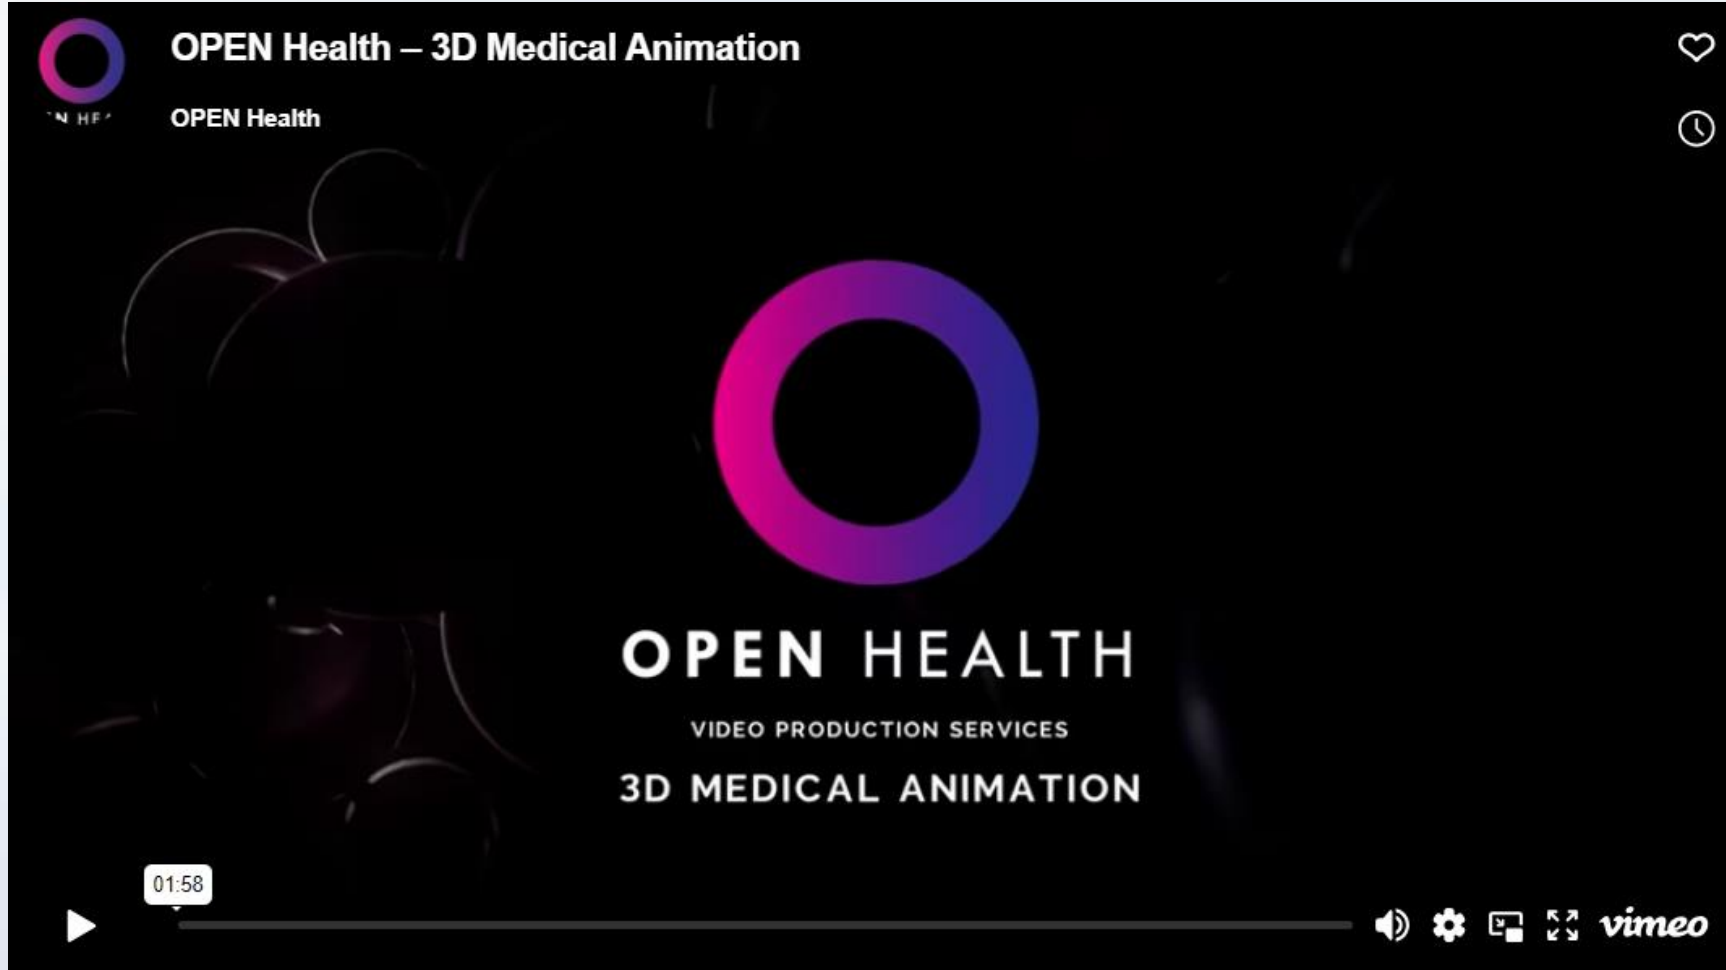 OPEN Health – 3D Medical Animation
OPEN Health
OPEN HEALTH
VIDEO PRODUCTION SERVICES
3D MEDICAL ANIMATION
01:58
vimeo